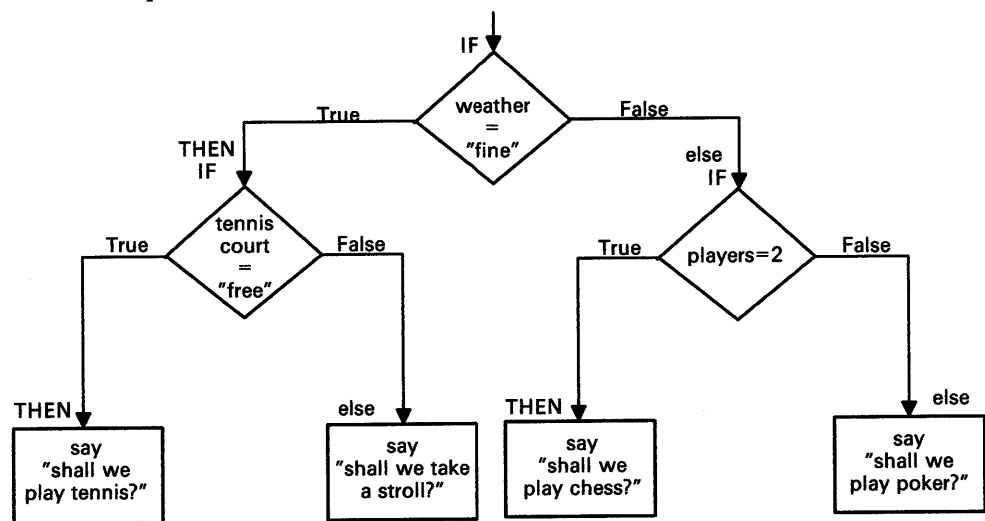 IF
weather
=
"fine"
True
False
THEN
IF
else
IF
tennis
court
=
"free"
True
False
players=2
True
False
THEN
else
THEN
else
say
"shall we
play tennis?"
say
"shall we take
a stroll?"
say
"shall we
play chess?"
say
"shall we
play poker?"